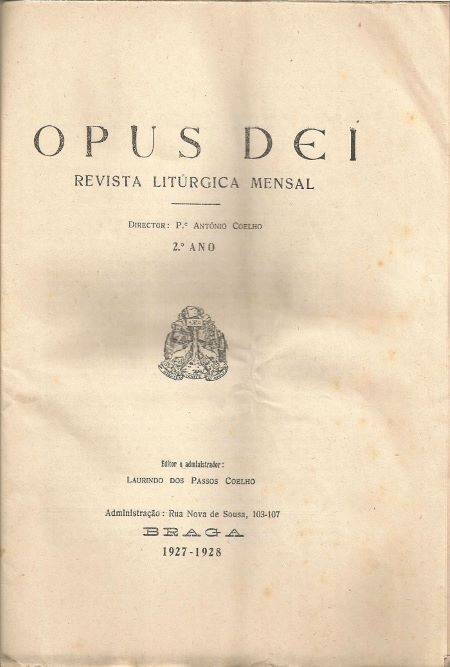 OPUS DEI
REVISTA LITÚRGICA MENSAL
DIRECTOR: P.e ANTÓNIO COELHO
2.º ANO
Editor e administrador:
LAURINDO DOS PASSOS COELHO
Administração: Rua Nova de Sousa, 103-107
BRAGA
1927-1928